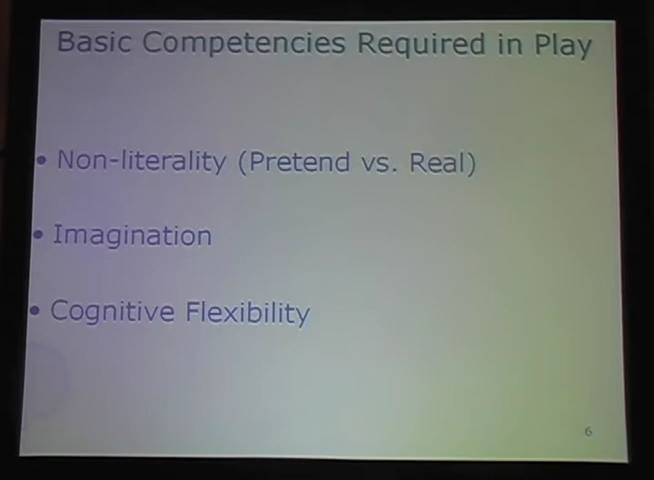 Basic Competencies Required in Play
• Non-literality (Pretend vs. Real)
• Imagination
• Cognitive Flexibility
6